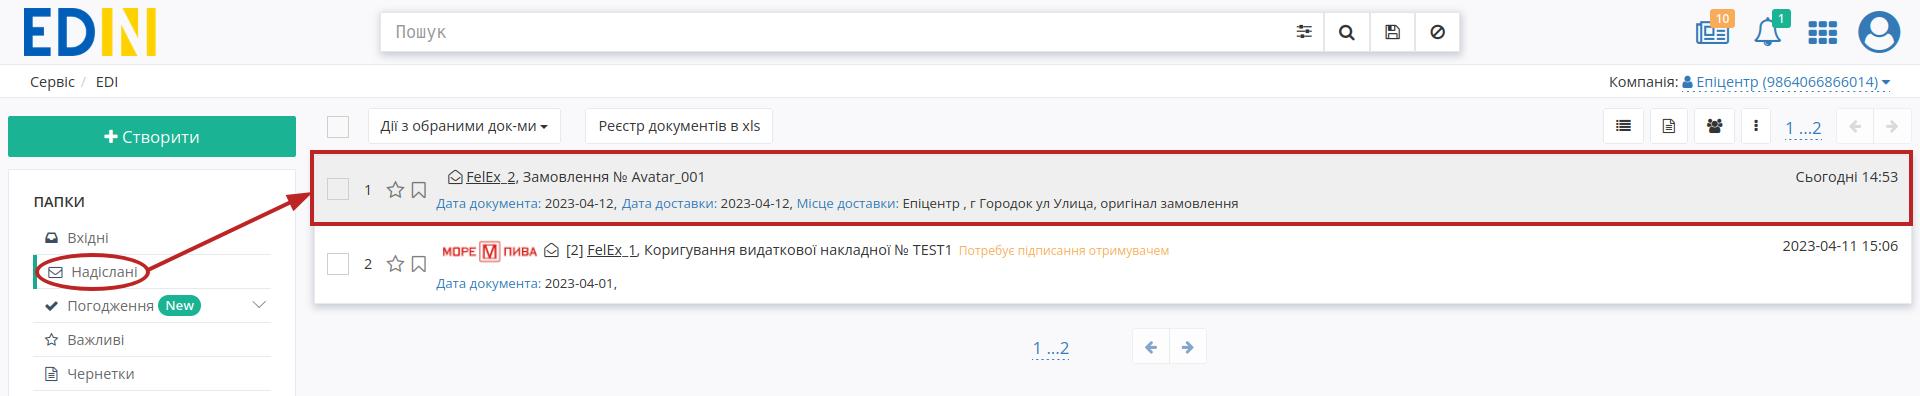 EDIN
Пошук
10
1
Сервіс / EDI
Компанія: Епіцентр (9864066866014)
Створити
Дії з обраними док-ми
Реєстр документів в xls
1 ...2
ПАПКИ
Вхідні
Надіслані
Погодження New
Важливі
Чернетки
1 FelEx_2, Замовлення № Avatar_001 Сьогодні 14:53
Дата документа: 2023-04-12, Дата доставки: 2023-04-12, Місце доставки: Епіцентр , г Городок ул Улица, оригінал замовлення
2 МОРЕ М ПИВА [2] FelEx_1, Коригування видаткової накладної № TEST1 Потребує підписання отримувачем 2023-04-11 15:06
Дата документа: 2023-04-01,
1 ...2